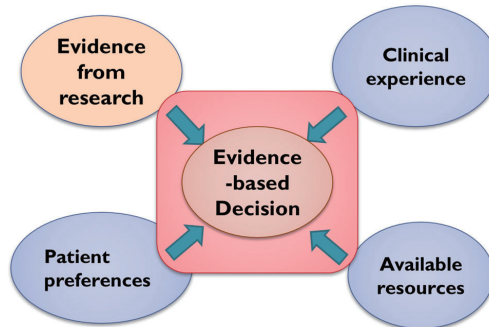 Evidence
from
research
Clinical
experience
Evidence
-based
Decision
Patient
preferences
Available
resources